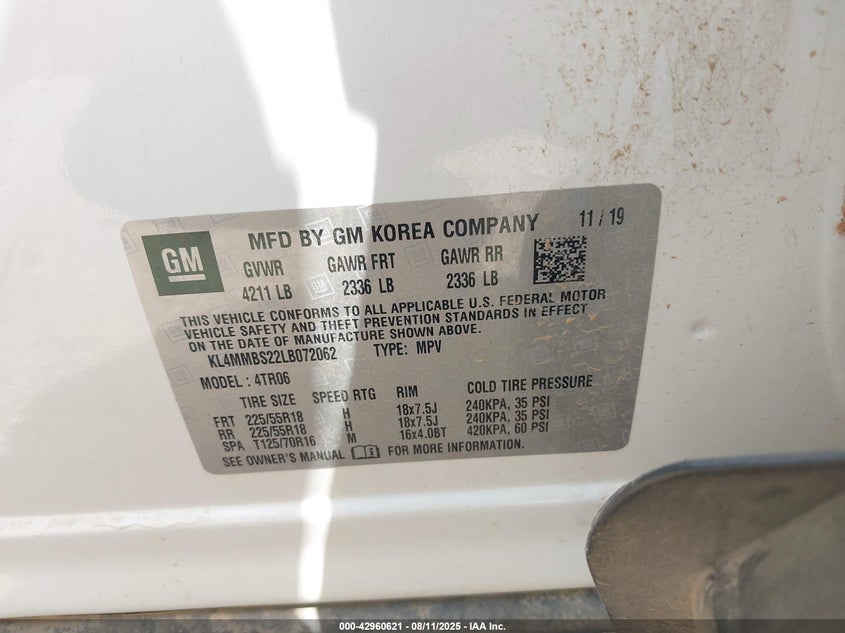 GM
MFD BY GM KOREA COMPANY 11 / 19
GVWR GAWR FRT GAWR RR
4211 LB 2336 LB 2336 LB
THIS VEHICLE CONFORMS TO ALL APPLICABLE U.S. FEDERAL MOTOR
VEHICLE SAFETY AND THEFT PREVENTION STANDARDS IN EFFECT
ON THE DATE OF MANUFACTURE SHOWN ABOVE.
KL4MMBS22LB072062 TYPE: MPV
MODEL: 4TR06
TIRE SIZE SPEED RTG RIM COLD TIRE PRESSURE
FRT 225/55R18 H 18x7.5J 240KPA, 35 PSI
RR 225/55R18 H 18x7.5J 240KPA, 35 PSI
SPA T125/70R16 M 16x4.0BT 420KPA, 60 PSI
SEE OWNER'S MANUAL FOR MORE INFORMATION.
000-42960621 - 08/11/2025 - IAA Inc.